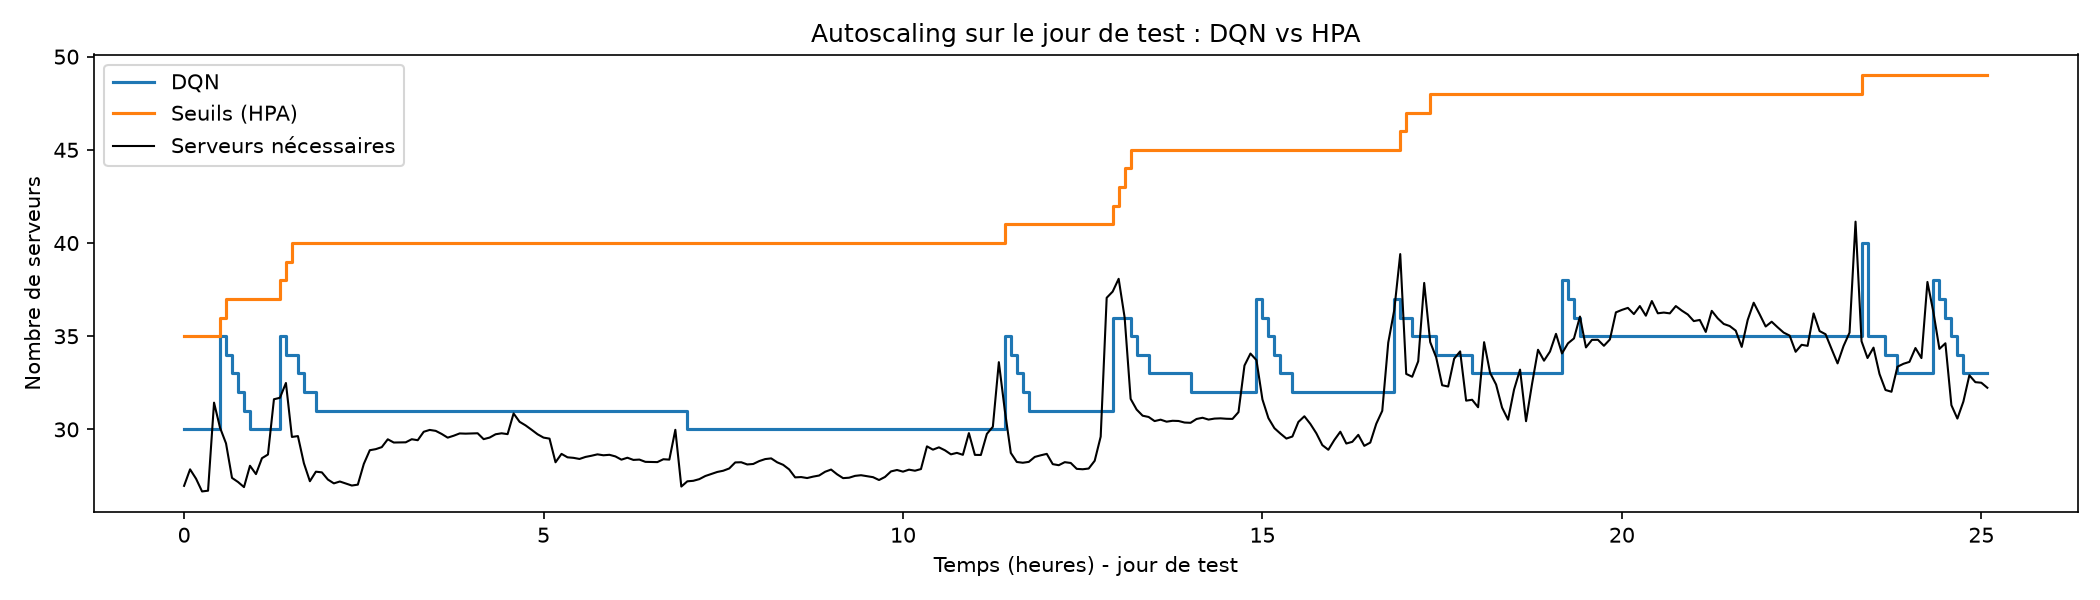 Autoscaling sur le jour de test : DQN vs HPA
DQN
Seuils (HPA)
Serveurs nécessaires
Nombre de serveurs
50
45
40
35
30
0
5
10
15
20
25
Temps (heures) - jour de test